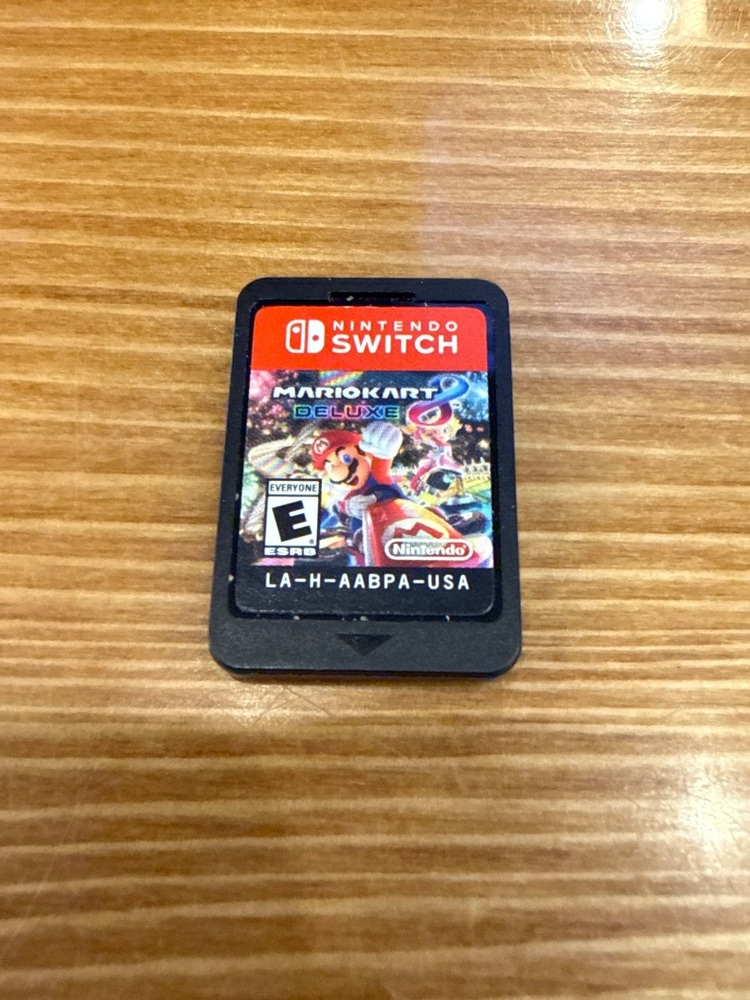 NINTENDO
SWITCH
MARIOKART 8
DELUXE
M
EVERYONE
E
ESRB
Nintendo
LA-H-AABPA-USA